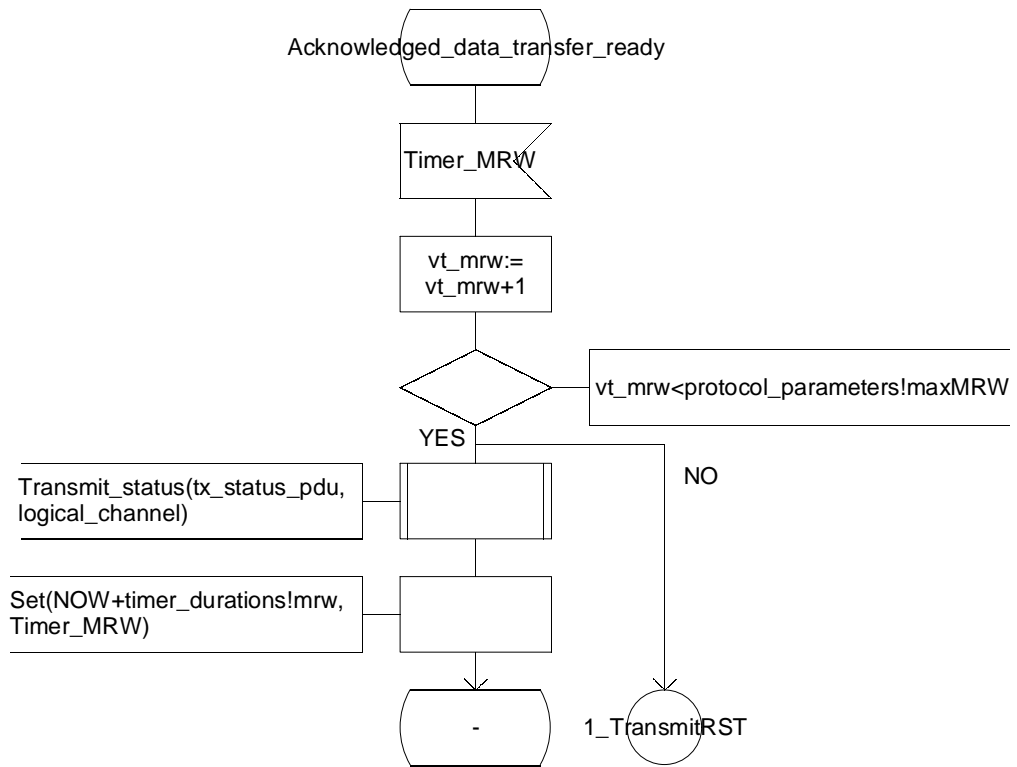 Acknowledged_data_transfer_ready
Timer_MRW
vt_mrw:=
vt_mrw+1
vt_mrw<protocol_parameters!maxMRW
YES
NO
Transmit_status(tx_status_pdu,
logical_channel)
Set(NOW+timer_durations!mrw,
Timer_MRW)
-
1_TransmitRST